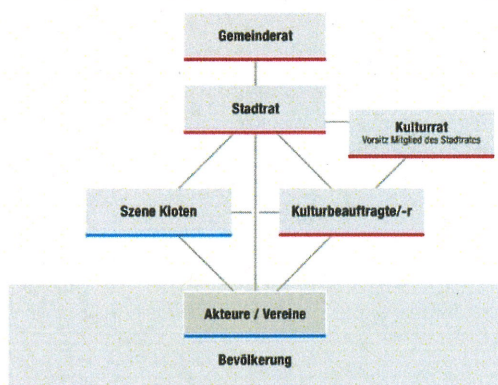 Gemeinderat
Stadtrat
Kulturrat
Vorsitz Mitglied des Stadtrates
Szene Kloten
Kulturbeauftragte/-r
Akteure / Vereine
Bevölkerung